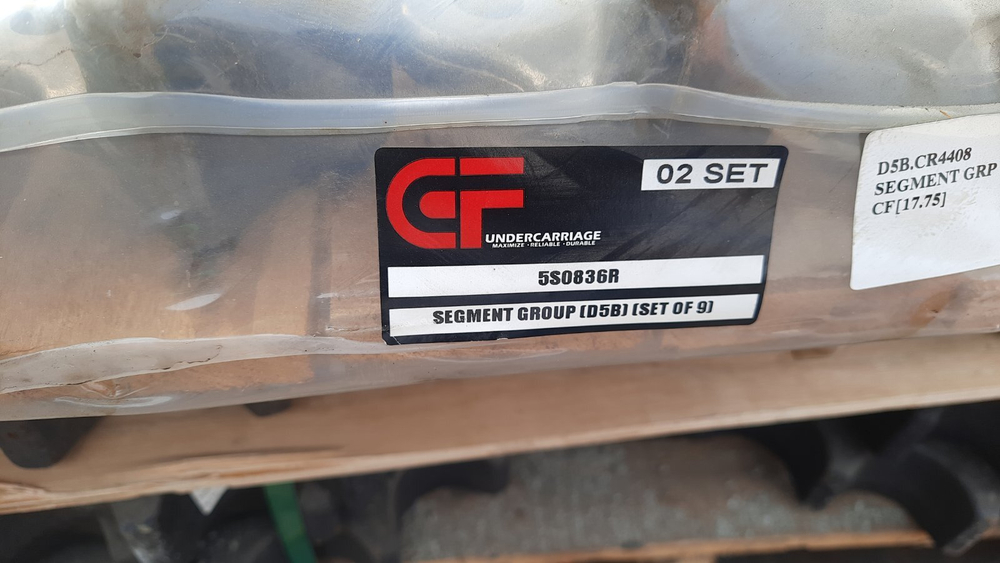 CF
UNDERCARRIAGE
MAXIMIZE · RELIABLE · DURABLE
02 SET
5S0836R
SEGMENT GROUP (D5B) (SET OF 9)
D5B.CR4408
SEGMENT GRP
CF[17.75]